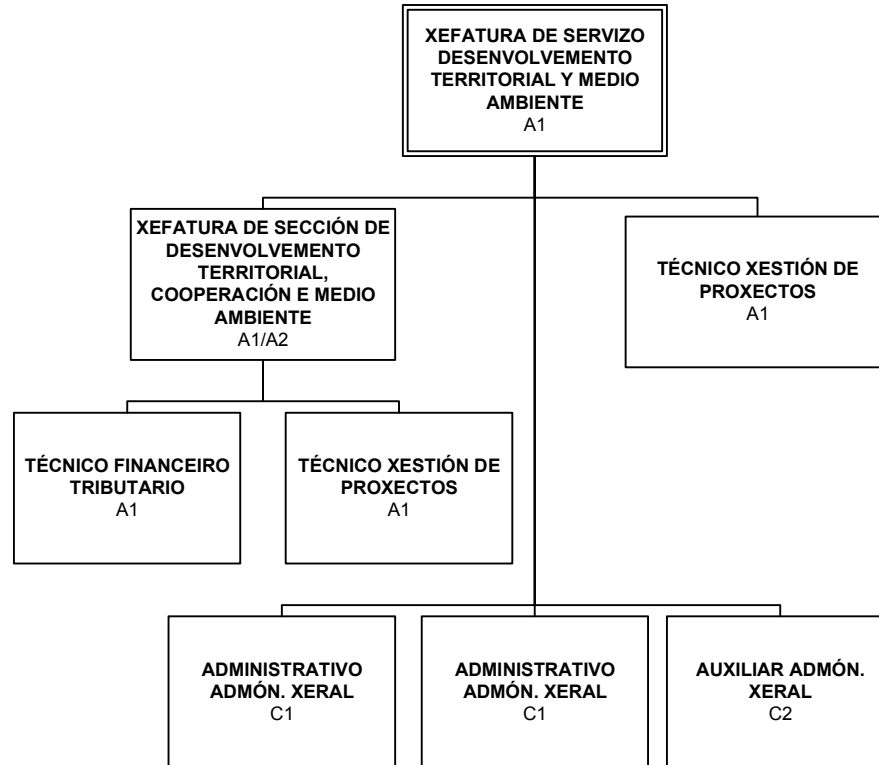 XEFATURA DE SERVIZO
DESENVOLVEMENTO
TERRITORIAL Y MEDIO
AMBIENTE
A1
XEFATURA DE SECCIÓN DE
DESENVOLVEMENTO
TERRITORIAL,
COOPERACIÓN E MEDIO
AMBIENTE
A1/A2
TÉCNICO XESTIÓN DE
PROXECTOS
A1
TÉCNICO FINANCEIRO
TRIBUTARIO
A1
TÉCNICO XESTIÓN DE
PROXECTOS
A1
ADMINISTRATIVO
ADMÓN. XERAL
C1
ADMINISTRATIVO
ADMÓN. XERAL
C1
AUXILIAR ADMÓN.
XERAL
C2